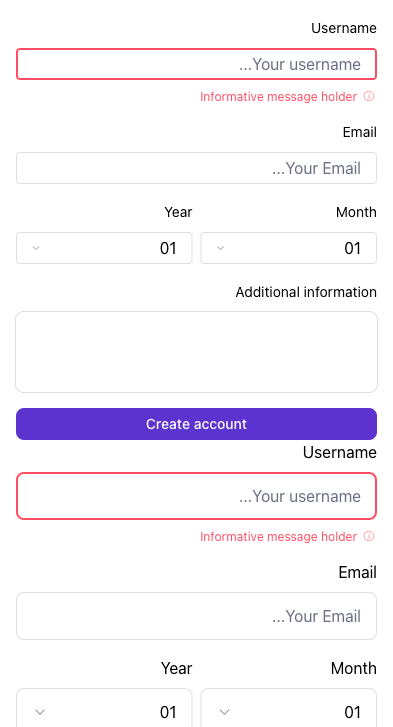 Username
...Your username
Informative message holder
Email
...Your Email
Year Month
01 01
Additional information
Create account
Username
...Your username
Informative message holder
Email
...Your Email
Year Month
01 01